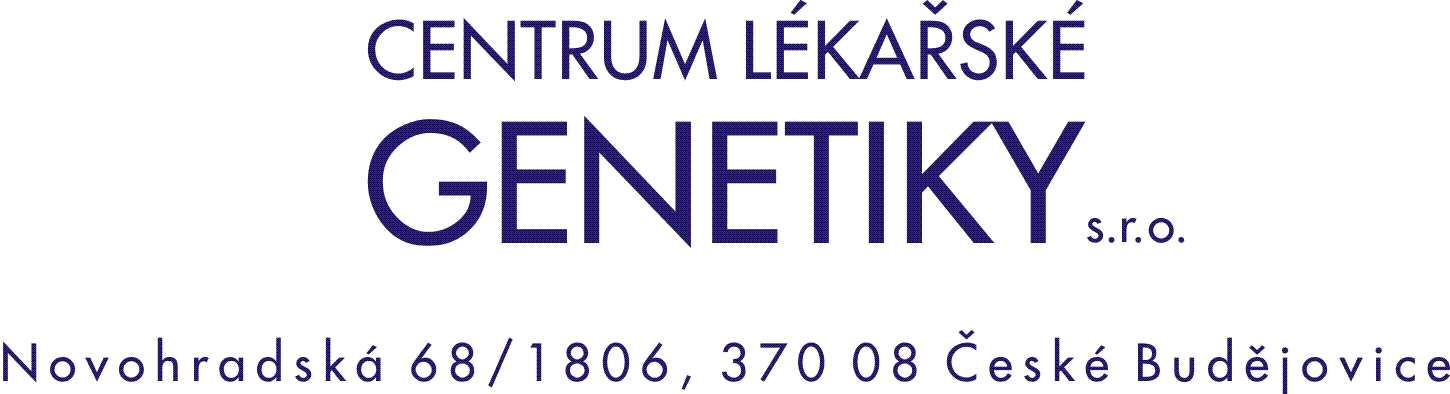 CENTRUM LÉKAŘSKÉ
GENETIKY s.r.o.
Novohradská 68/1806, 370 08 České Budějovice